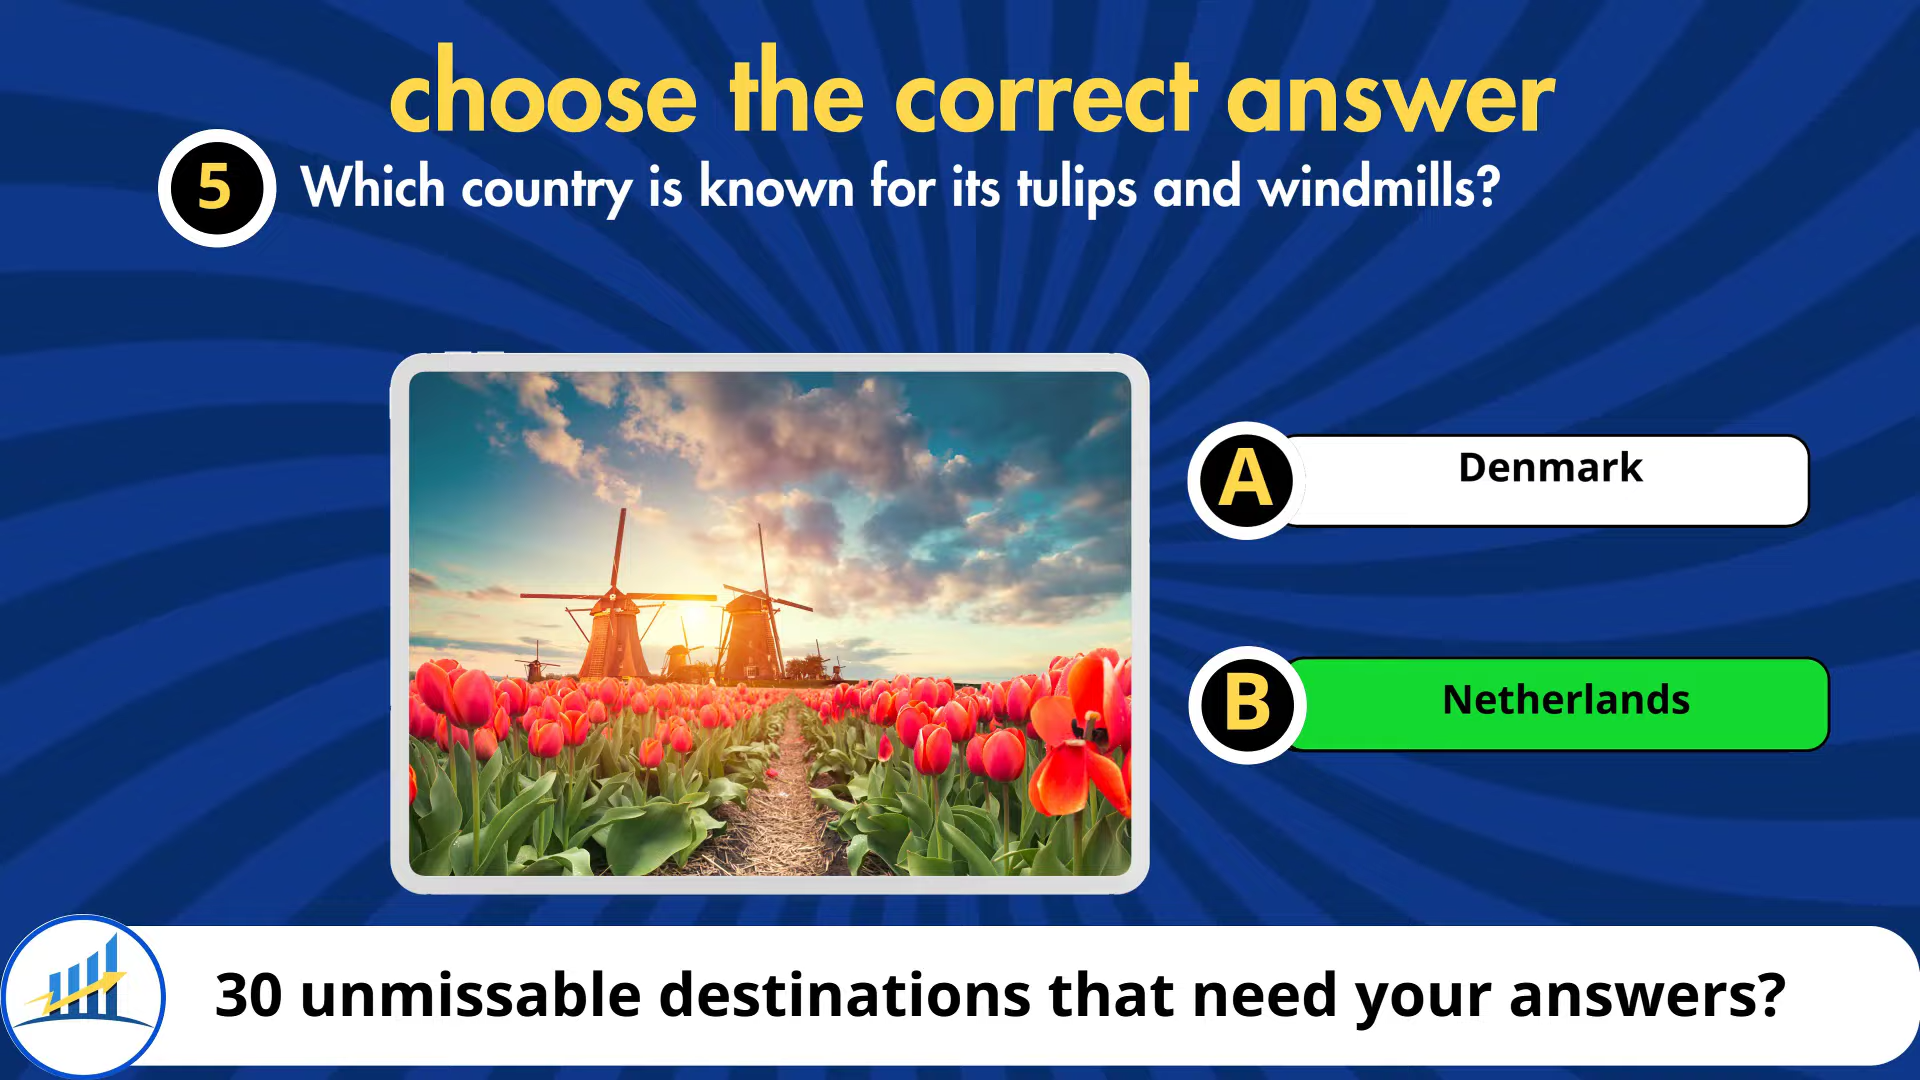 choose the correct answer
5 Which country is known for its tulips and windmills?
A Denmark
B Netherlands
30 unmissable destinations that need your answers?